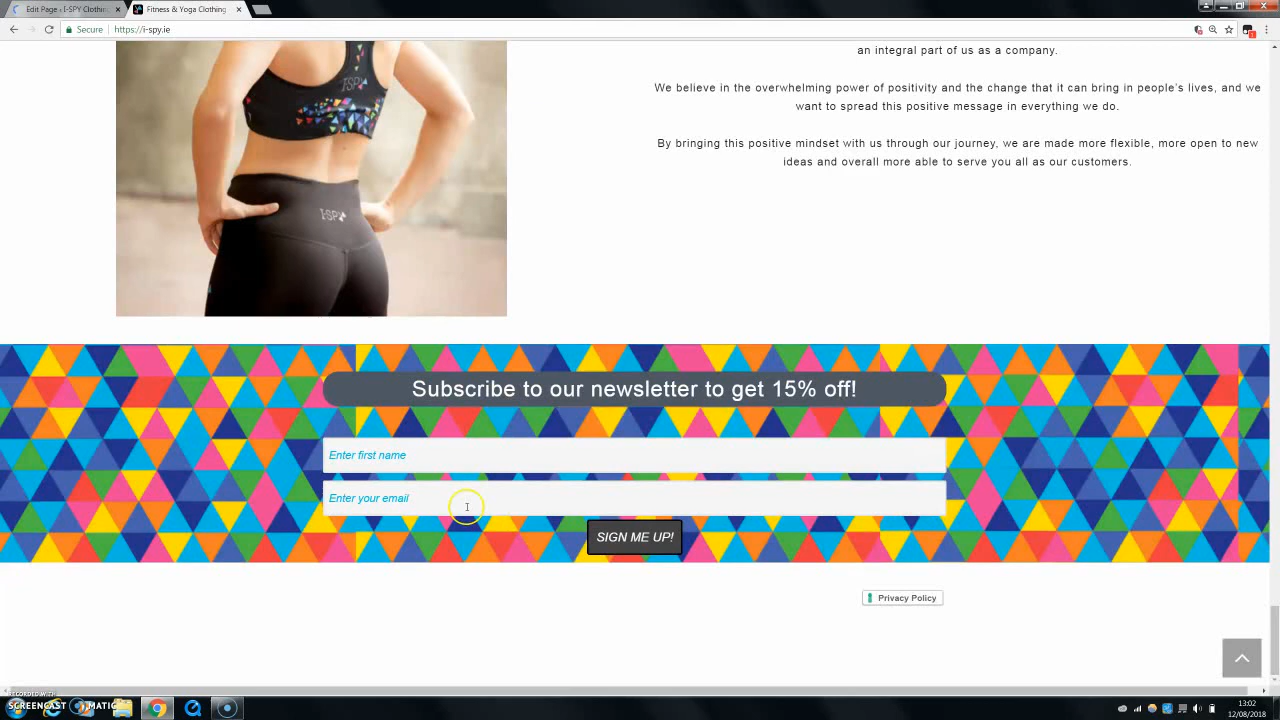 Edit Page ‹ I-SPY Clothin
Fitness & Yoga Clothing
Secure
https://i-spy.ie
an integral part of us as a company.
We believe in the overwhelming power of positivity and the change that it can bring in people's lives, and we
want to spread this positive message in everything we do.
By bringing this positive mindset with us through our journey, we are made more flexible, more open to new
ideas and overall more able to serve you all as our customers.
I-SPY
I-SPY
Subscribe to our newsletter to get 15% off!
Enter first name
Enter your email
SIGN ME UP!
Privacy Policy
RECORDED WITH
SCREENCAST MATIC
13:02
12/08/2018